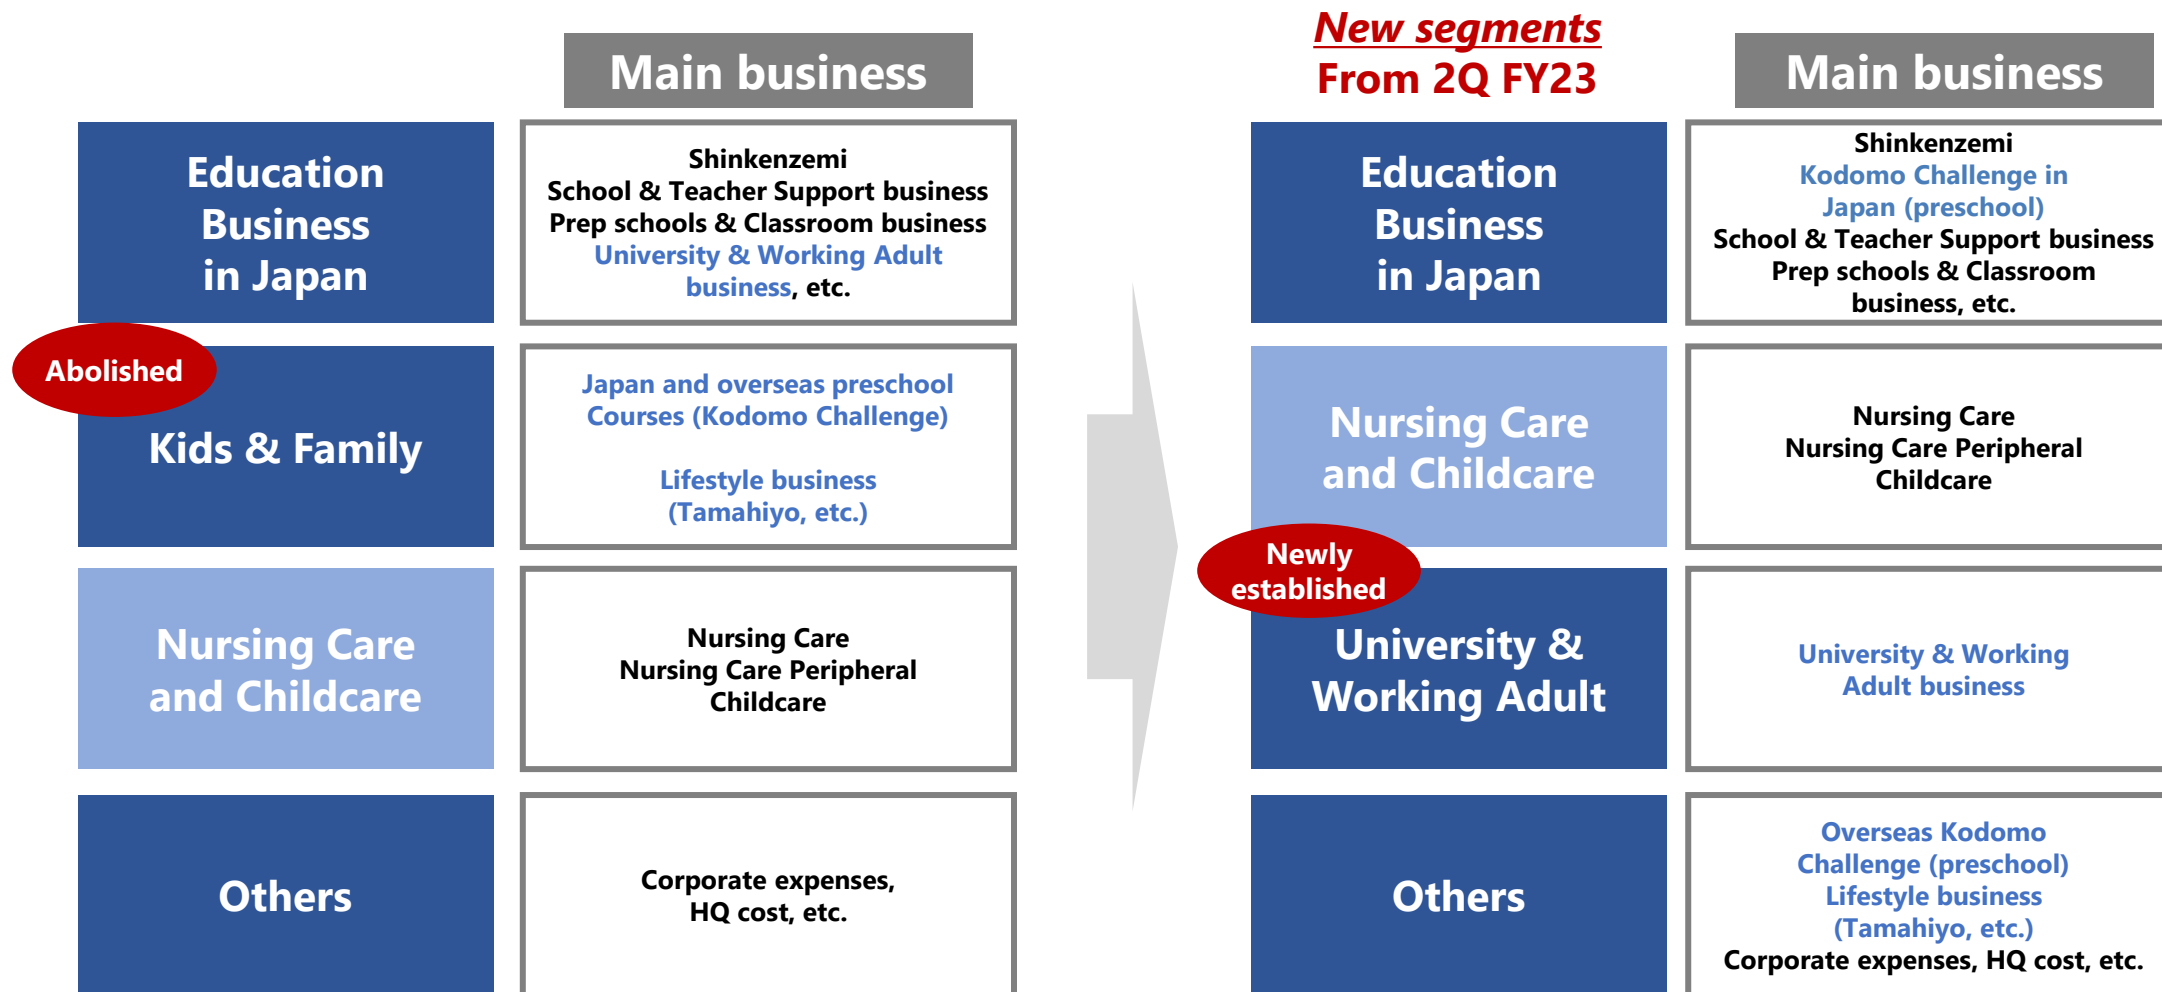 Main business
Education
Business
in Japan
Shinkenzemi
School & Teacher Support business
Prep schools & Classroom business
University & Working Adult
business, etc.
Abolished
Kids & Family
Japan and overseas preschool
Courses (Kodomo Challenge)
Lifestyle business
(Tamahiyo, etc.)
Nursing Care
and Childcare
Nursing Care
Nursing Care Peripheral
Childcare
Others
Corporate expenses,
HQ cost, etc.
New segments
From 2Q FY23
Main business
Education
Business
in Japan
Shinkenzemi
Kodomo Challenge in
Japan (preschool)
School & Teacher Support business
Prep schools & Classroom
business, etc.
Nursing Care
and Childcare
Nursing Care
Nursing Care Peripheral
Childcare
Newly
established
University &
Working Adult
University & Working
Adult business
Others
Overseas Kodomo
Challenge (preschool)
Lifestyle business
(Tamahiyo, etc.)
Corporate expenses, HQ cost, etc.